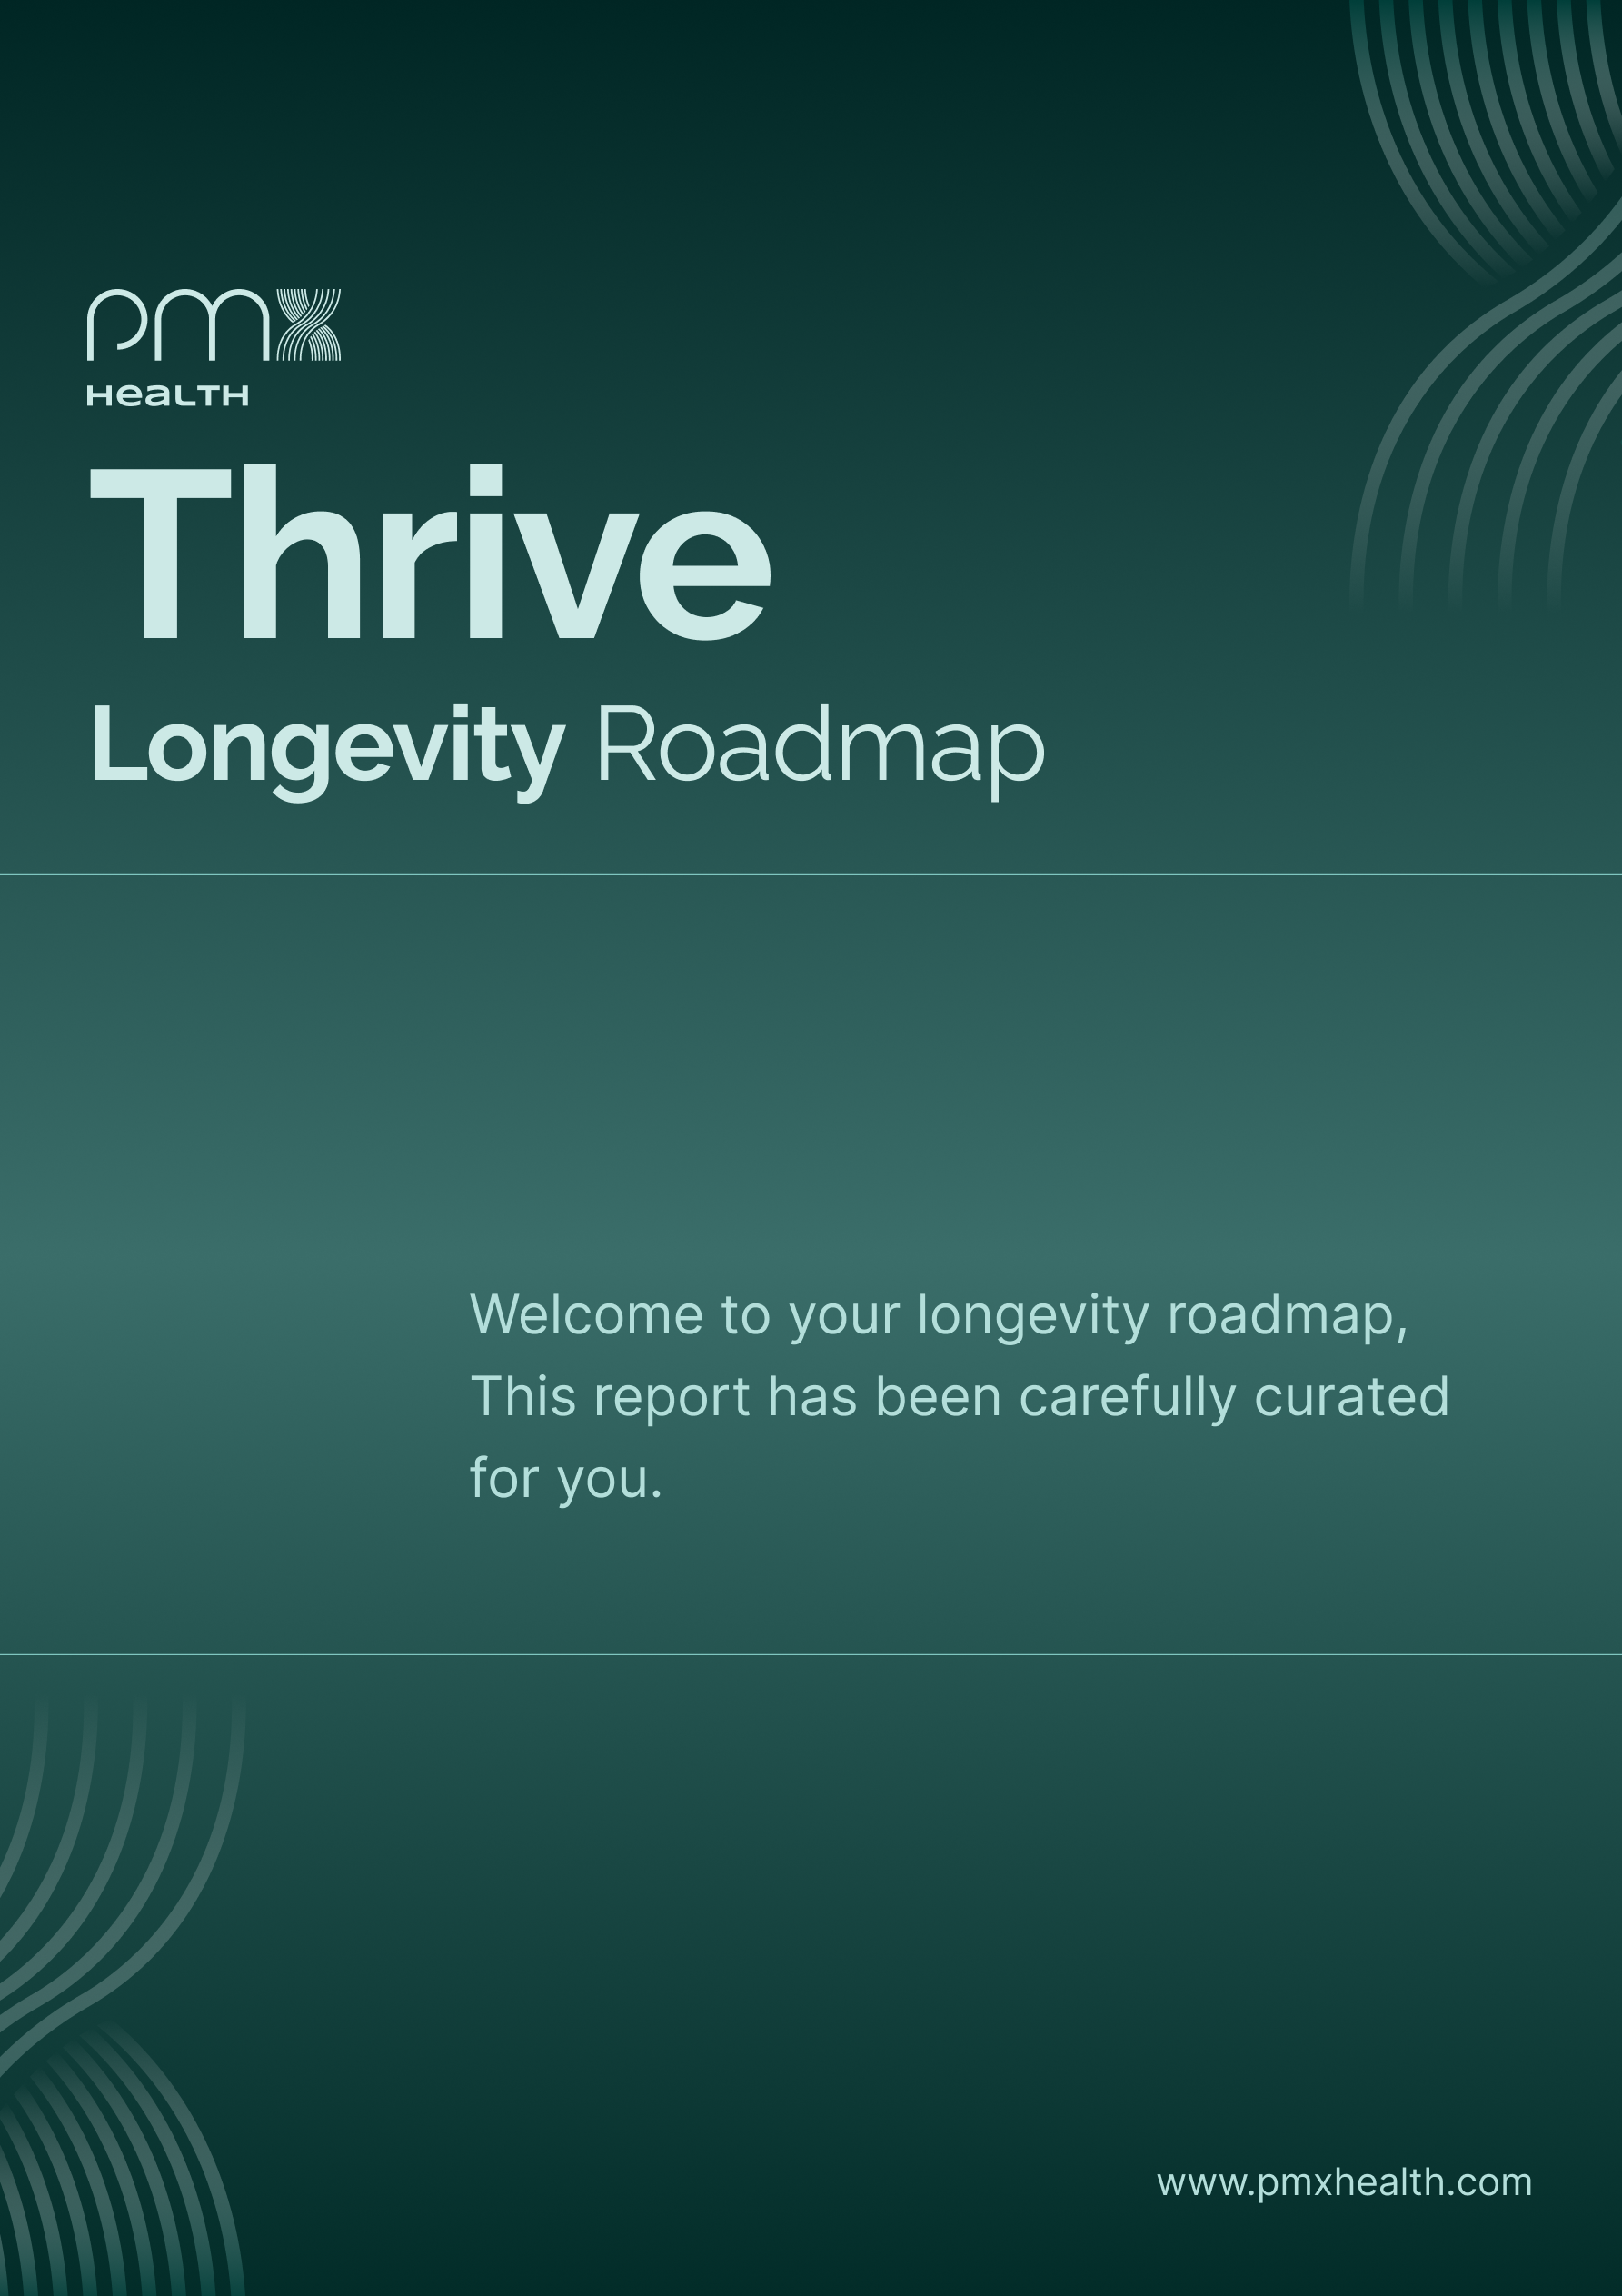 pmx
HeaLTH
Thrive
Longevity Roadmap
Welcome to your longevity roadmap,
This report has been carefully curated
for you.
www.pmxhealth.com